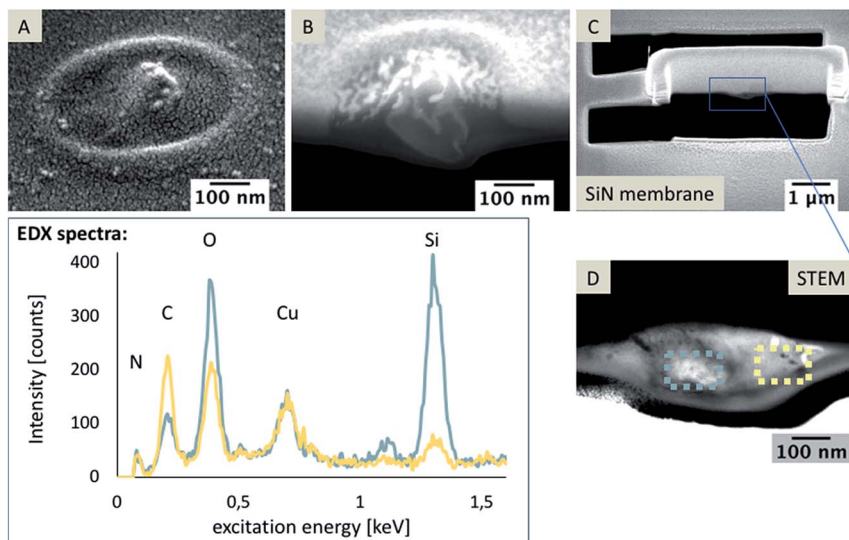 A
100 nm
B
100 nm
C
SiN membrane
1 µm
EDX spectra:
Intensity [counts]
400
300
200
100
0
N
C
O
Cu
Si
0
0,5
1
1,5
excitation energy [keV]
D
STEM
100 nm